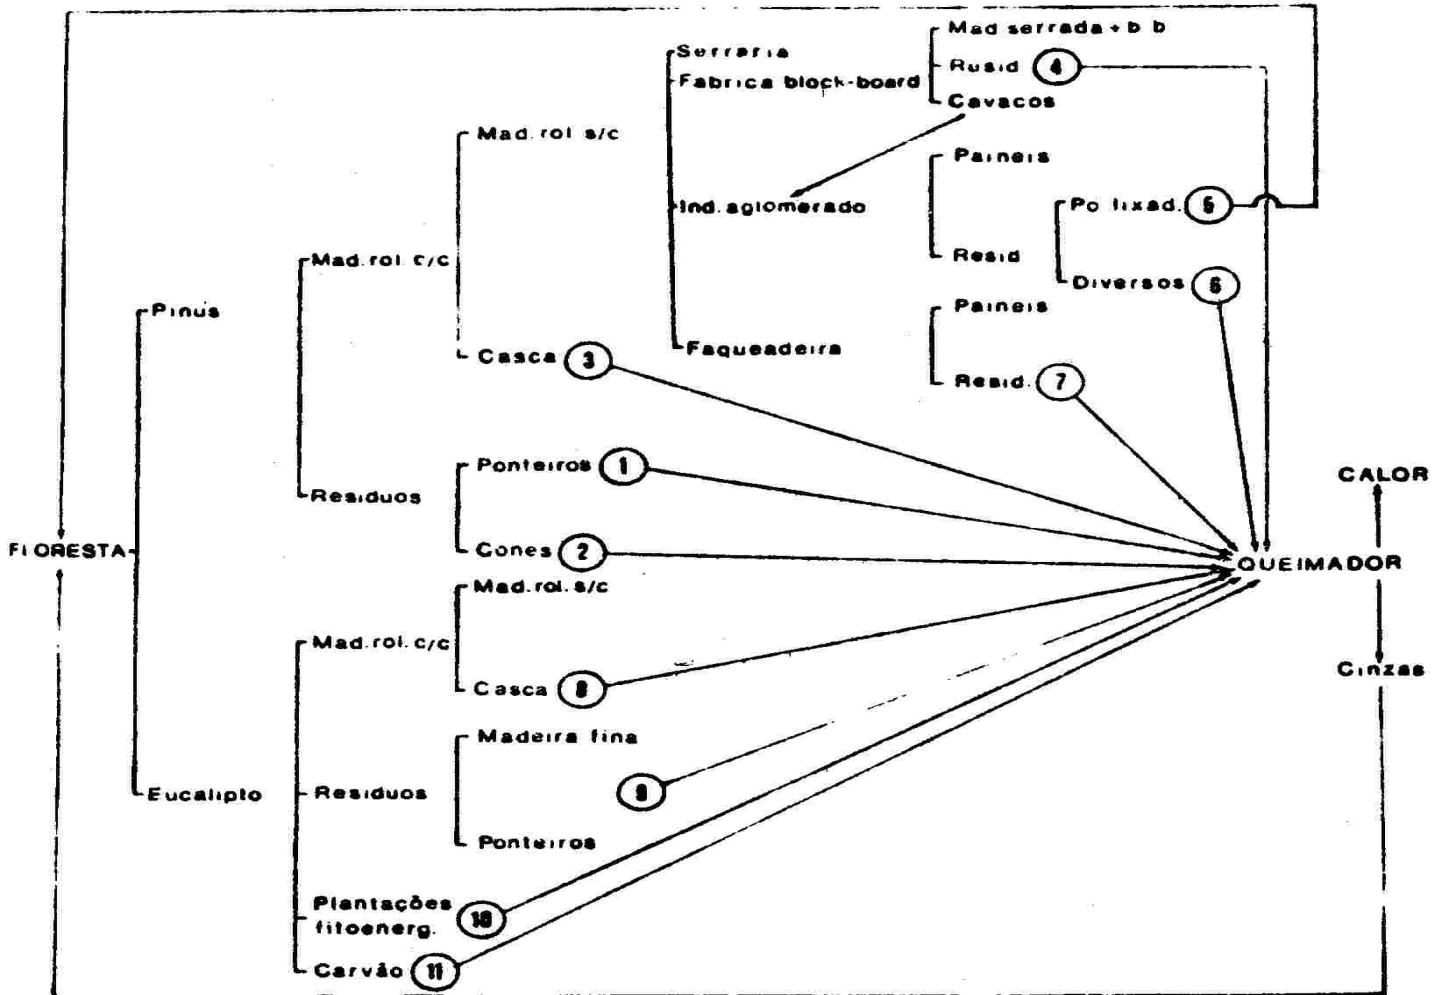 Mad serrada + b b
Serraria
Rusid 4
Fabrica block-board
Cavacos
Mad. rol s/c
Paineis
Ind. aglomerado
Po lixad. 5
Resid
Mad. rol. c/c
Diversos 6
Pinus
Paineis
Faqueadeira
Casca 3
Resid. 7
Ponteiros 1
CALOR
Residuos
FLORESTA
Cones 2
QUEIMADOR
Mad. rol. s/c
Mad. rol. c/c
Cinzas
Casca 8
Madeira fina
Eucalipto
Residuos
9
Ponteiros
Plantações
fitoenerg. 10
Carvão 11